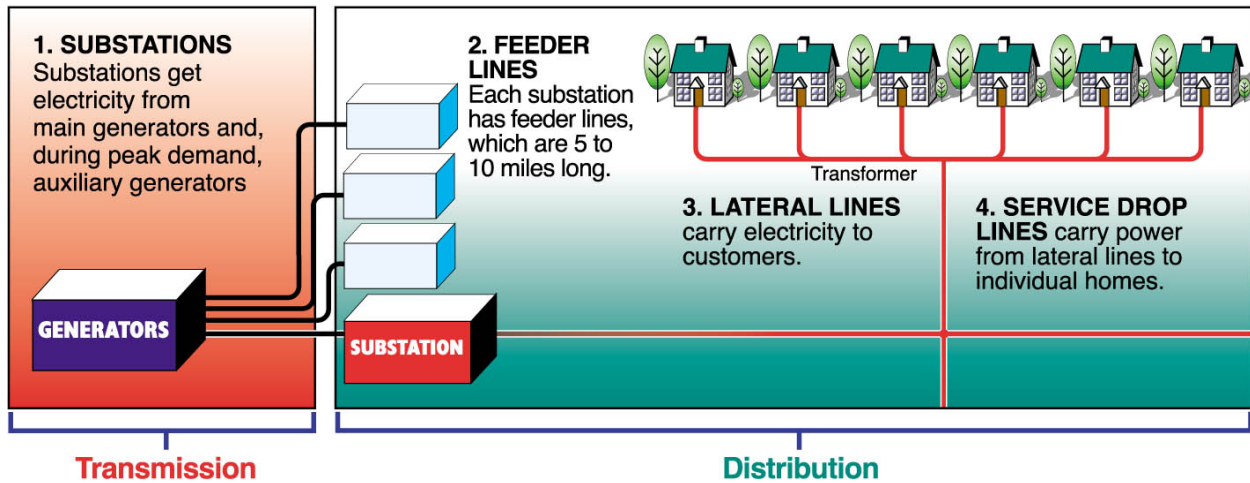 1. SUBSTATIONS
Substations get
electricity from
main generators and,
during peak demand,
auxiliary generators
GENERATORS
2. FEEDER
LINES
Each substation
has feeder lines,
which are 5 to
10 miles long.
SUBSTATION
Transformer
3. LATERAL LINES
carry electricity to
customers.
4. SERVICE DROP
LINES carry power
from lateral lines to
individual homes.
Transmission
Distribution